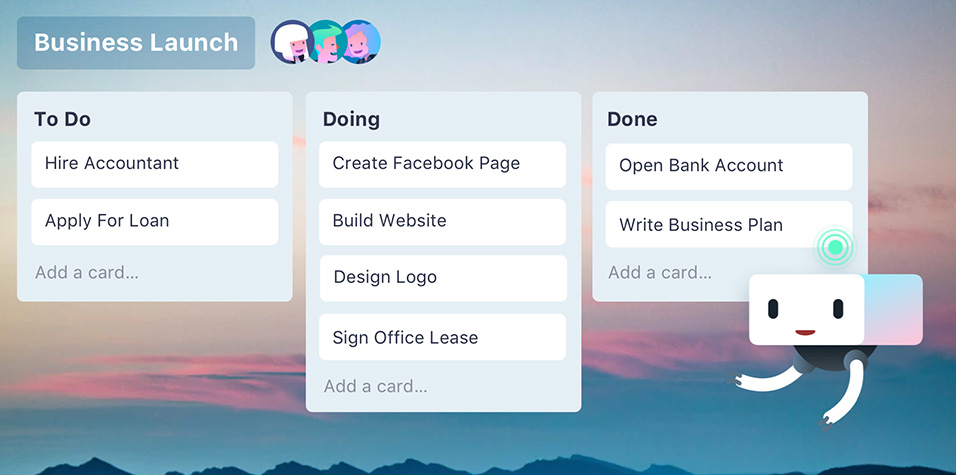 Business Launch
To Do
Hire Accountant
Apply For Loan
Add a card...
Doing
Create Facebook Page
Build Website
Design Logo
Sign Office Lease
Add a card...
Done
Open Bank Account
Write Business Plan
Add a card...